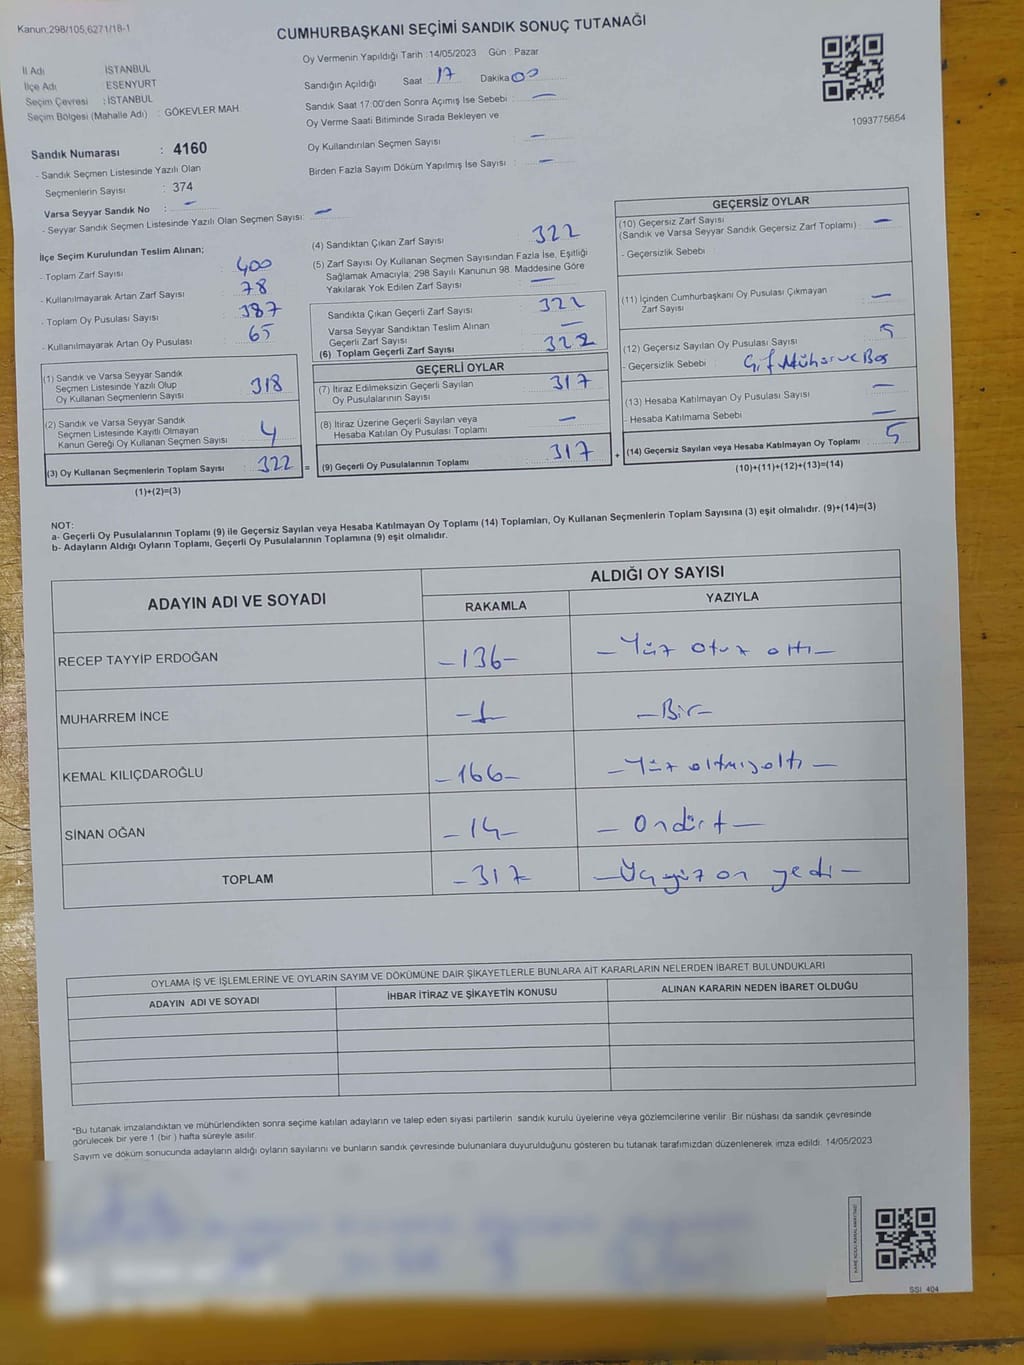 Kanun:298/105,6271/18-1
CUMHURBAŞKANI SEÇİMİ SANDIK SONUÇ TUTANAĞI
İl Adı İSTANBUL
İlçe Adı ESENYURT
Seçim Çevresi : İSTANBUL
Seçim Bölgesi (Mahalle Adı) : GÖKEVLER MAH.
Oy Vermenin Yapıldığı Tarih :14/05/2023 Gün : Pazar
Sandığın Açıldığı Saat : 17 Dakika 00
Sandık Saat 17:00'den Sonra Açımış İse Sebebi : —
Oy Verme Saati Bitiminde Sırada Bekleyen ve
Oy Kullandırılan Seçmen Sayısı —
Birden Fazla Sayım Döküm Yapılmış İse Sayısı : —
1093775654
Sandık Numarası : 4160
- Sandık Seçmen Listesinde Yazılı Olan
Seçmenlerin Sayısı : 374
Varsa Seyyar Sandık No : —
- Seyyar Sandık Seçmen Listesinde Yazılı Olan Seçmen Sayısı: —
İlçe Seçim Kurulundan Teslim Alınan;
- Toplam Zarf Sayısı : 400
- Kullanılmayarak Artan Zarf Sayısı : 78
- Toplam Oy Pusulası Sayısı : 387
- Kullanılmayarak Artan Oy Pusulası : 65
(1) Sandık ve Varsa Seyyar Sandık
Seçmen Listesinde Yazılı Olup
Oy Kullanan Seçmenlerin Sayısı : 318
(2) Sandık ve Varsa Seyyar Sandık
Seçmen Listesinde Kayıtlı Olmayan
Kanun Gereği Oy Kullanan Seçmen Sayısı : 4
(3) Oy Kullanan Seçmenlerin Toplam Sayısı : 322 =
(1)+(2)=(3)
(4) Sandıktan Çıkan Zarf Sayısı : 322
(5) Zarf Sayısı Oy Kullanan Seçmen Sayısından Fazla İse, Eşitliği
Sağlamak Amacıyla; 298 Sayılı Kanunun 98. Maddesine Göre
Yakılarak Yok Edilen Zarf Sayısı : —
Sandıkta Çıkan Geçerli Zarf Sayısı : 322
Varsa Seyyar Sandıktan Teslim Alınan
Geçerli Zarf Sayısı : —
(6) Toplam Geçerli Zarf Sayısı : 322
GEÇERLİ OYLAR
(7) İtiraz Edilmeksizin Geçerli Sayılan
Oy Pusulalarının Sayısı : 317
(8) İtiraz Üzerine Geçerli Sayılan veya
Hesaba Katılan Oy Pusulası Toplamı : —
(9) Geçerli Oy Pusulalarının Toplamı : 317 +
GEÇERSİZ OYLAR
(10) Geçersiz Zarf Sayısı
(Sandık ve Varsa Seyyar Sandık Geçersiz Zarf Toplamı) : —
- Geçersizlik Sebebi :
(11) İçinden Cumhurbaşkanı Oy Pusulası Çıkmayan
Zarf Sayısı : —
(12) Geçersiz Sayılan Oy Pusulası Sayısı : 5
- Geçersizlik Sebebi : Çift Mühür ve Boş
(13) Hesaba Katılmayan Oy Pusulası Sayısı : —
- Hesaba Katılmama Sebebi : —
(14) Geçersiz Sayılan veya Hesaba Katılmayan Oy Toplamı : 5
(10)+(11)+(12)+(13)=(14)
NOT:
a- Geçerli Oy Pusulalarının Toplamı (9) ile Geçersiz Sayılan veya Hesaba Katılmayan Oy Toplamı (14) Toplamları, Oy Kullanan Seçmenlerin Toplam Sayısına (3) eşit olmalıdır. (9)+(14)=(3)
b- Adayların Aldığı Oyların Toplamı, Geçerli Oy Pusulalarının Toplamına (9) eşit olmalıdır.
ADAYIN ADI VE SOYADI ALDIĞI OY SAYISI
RAKAMLA YAZIYLA
RECEP TAYYİP ERDOĞAN –136– – Yüz otuz altı –
MUHARREM İNCE –1– – Bir –
KEMAL KILIÇDAROĞLU –166– – Yüz altmış altı –
SİNAN OĞAN –14– – Ondört –
TOPLAM –317 – Üçyüz on yedi –
OYLAMA İŞ VE İŞLEMLERİNE VE OYLARIN SAYIM VE DÖKÜMÜNE DAİR ŞİKAYETLERLE BUNLARA AİT KARARLARIN NELERDEN İBARET BULUNDUKLARI
ADAYIN ADI VE SOYADI İHBAR İTİRAZ VE ŞİKAYETİN KONUSU ALINAN KARARIN NEDEN İBARET OLDUĞU
*Bu tutanak imzalandıktan ve mühürlendikten sonra seçime katılan adayların ve talep eden siyasi partilerin sandık kurulu üyelerine veya gözlemcilerine verilir. Bir nüshası da sandık çevresinde
görülecek bir yere 1 (bir ) hafta süreyle asılır.
Sayım ve döküm sonucunda adayların aldığı oyların sayılarını ve bunların sandık çevresinde bulunanlara duyurulduğunu gösteren bu tutanak tarafımızdan düzenlenerek imza edildi. 14/05/2023
SSI 404